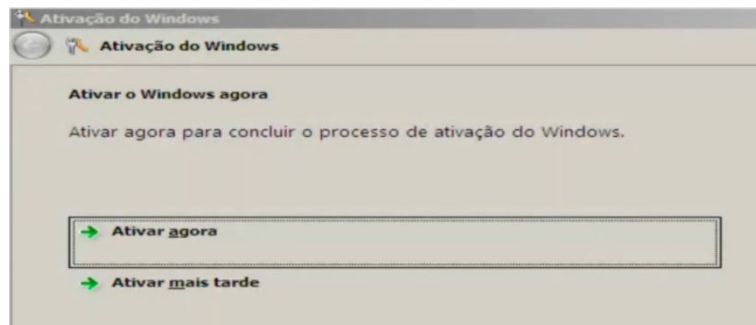 Ativação do Windows
Ativação do Windows
Ativar o Windows agora
Ativar agora para concluir o processo de ativação do Windows.
Ativar agora
Ativar mais tarde